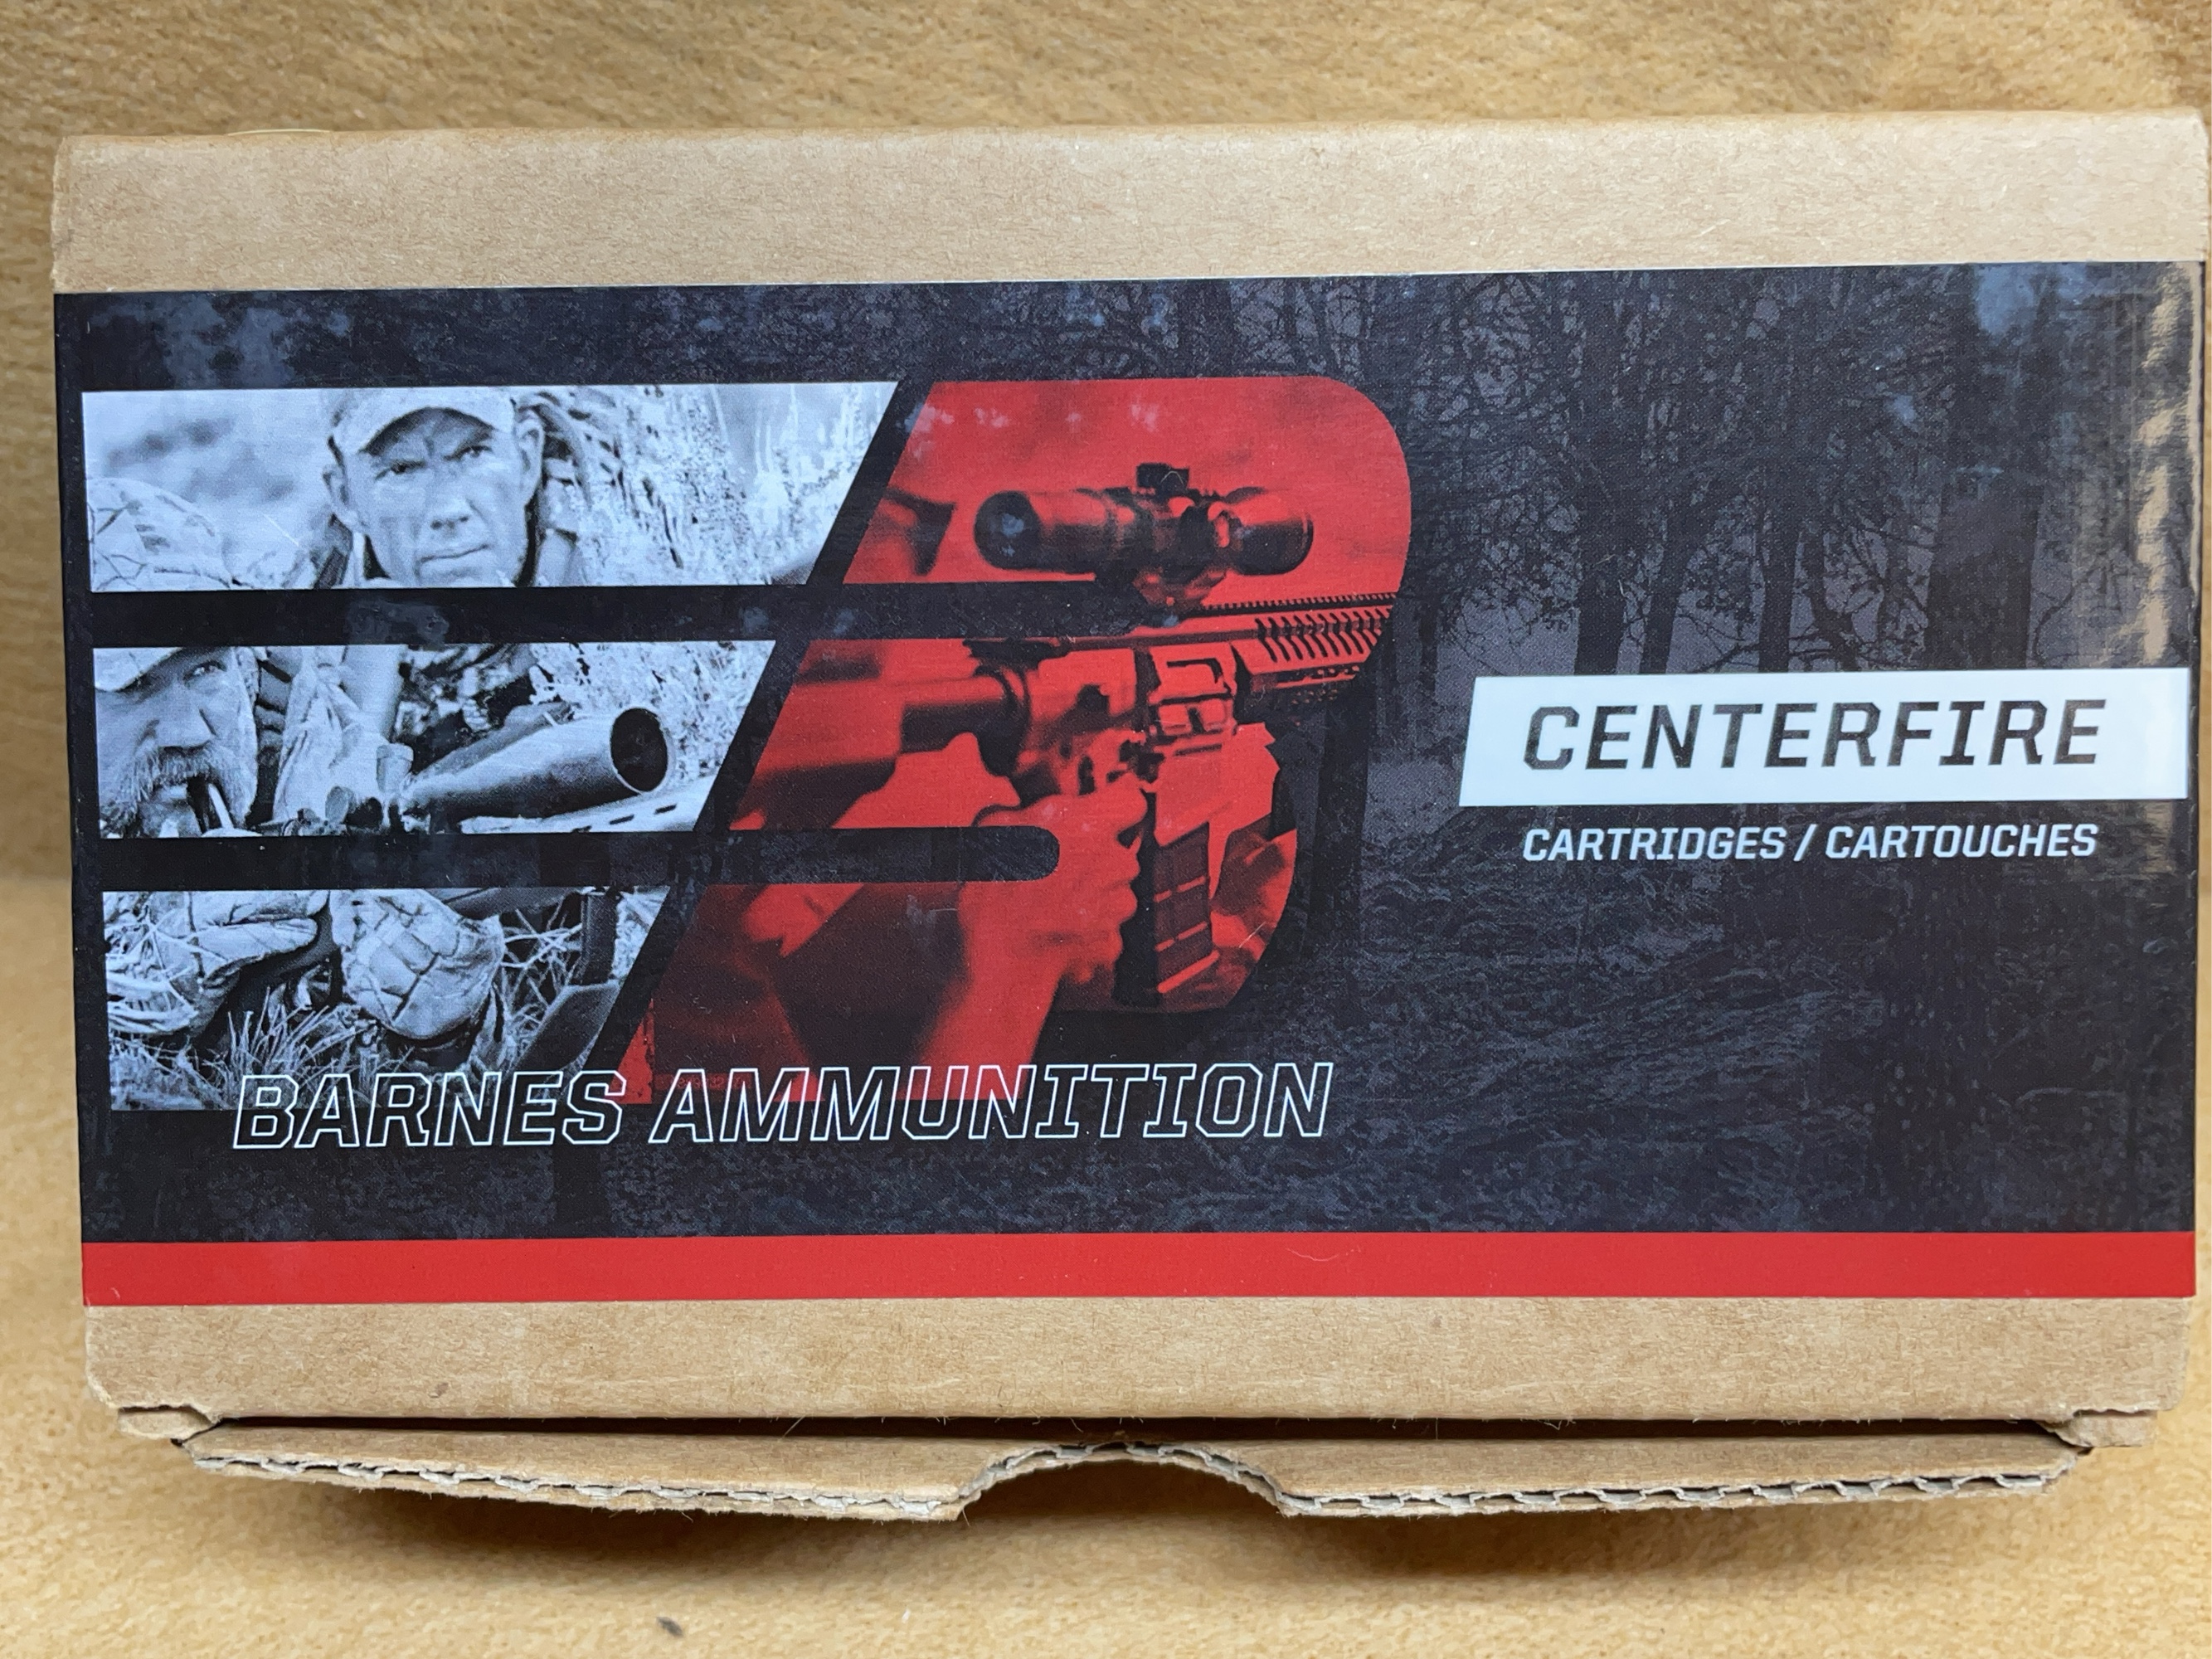 CENTERFIRE
CARTRIDGES / CARTOUCHES
BARNES AMMUNITION